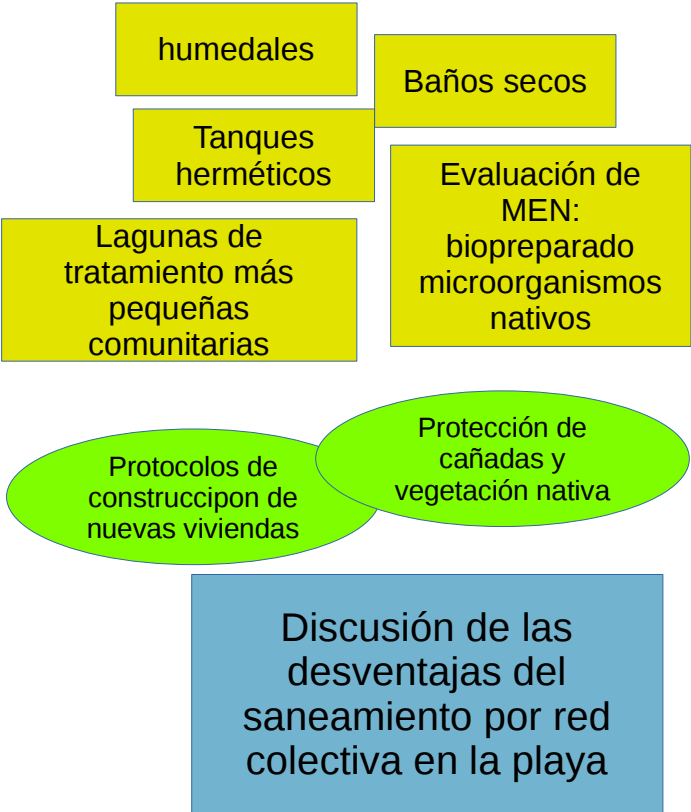 humedales
Baños secos
Tanques
herméticos
Evaluación de
MEN:
biopreparado
microorganismos
nativos
Lagunas de
tratamiento más
pequeñas
comunitarias
Protección de
cañadas y
vegetación nativa
Protocolos de
construccipon de
nuevas viviendas
Discusión de las
desventajas del
saneamiento por red
colectiva en la playa